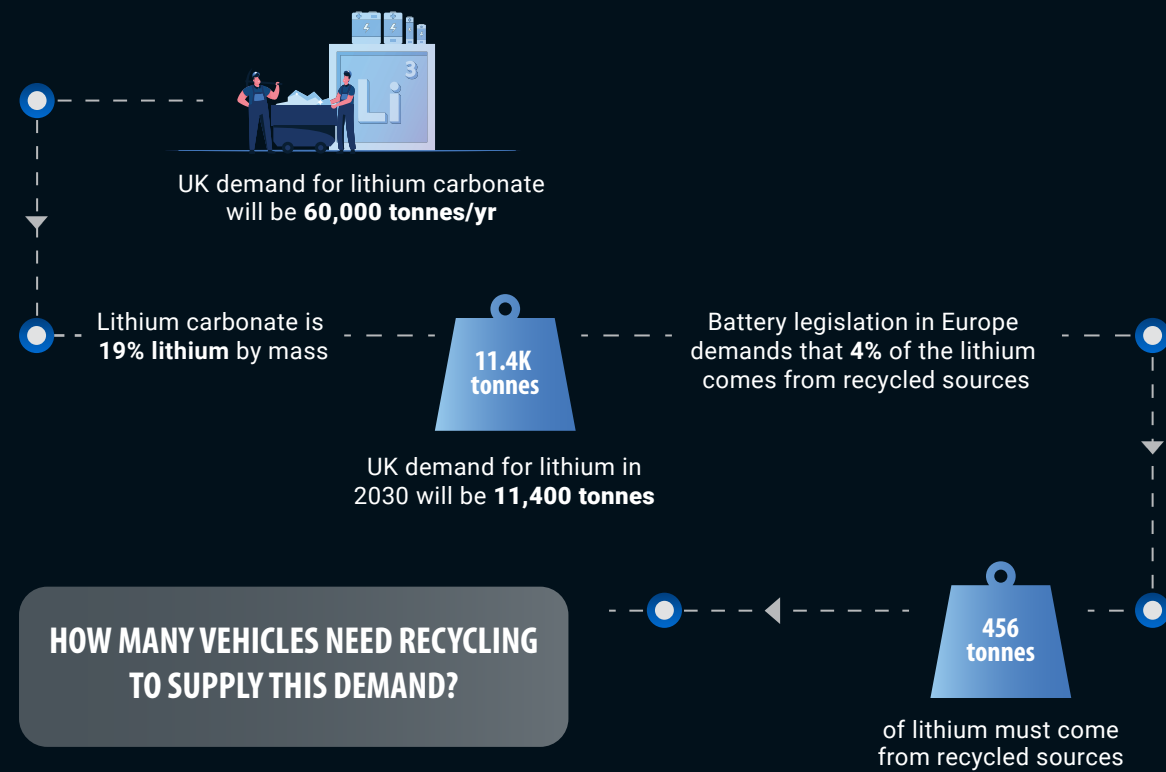 3
Li
UK demand for lithium carbonate
will be 60,000 tonnes/yr
Lithium carbonate is
19% lithium by mass
11.4K
tonnes
UK demand for lithium in
2030 will be 11,400 tonnes
Battery legislation in Europe
demands that 4% of the lithium
comes from recycled sources
456
tonnes
of lithium must come
from recycled sources
HOW MANY VEHICLES NEED RECYCLING
TO SUPPLY THIS DEMAND?